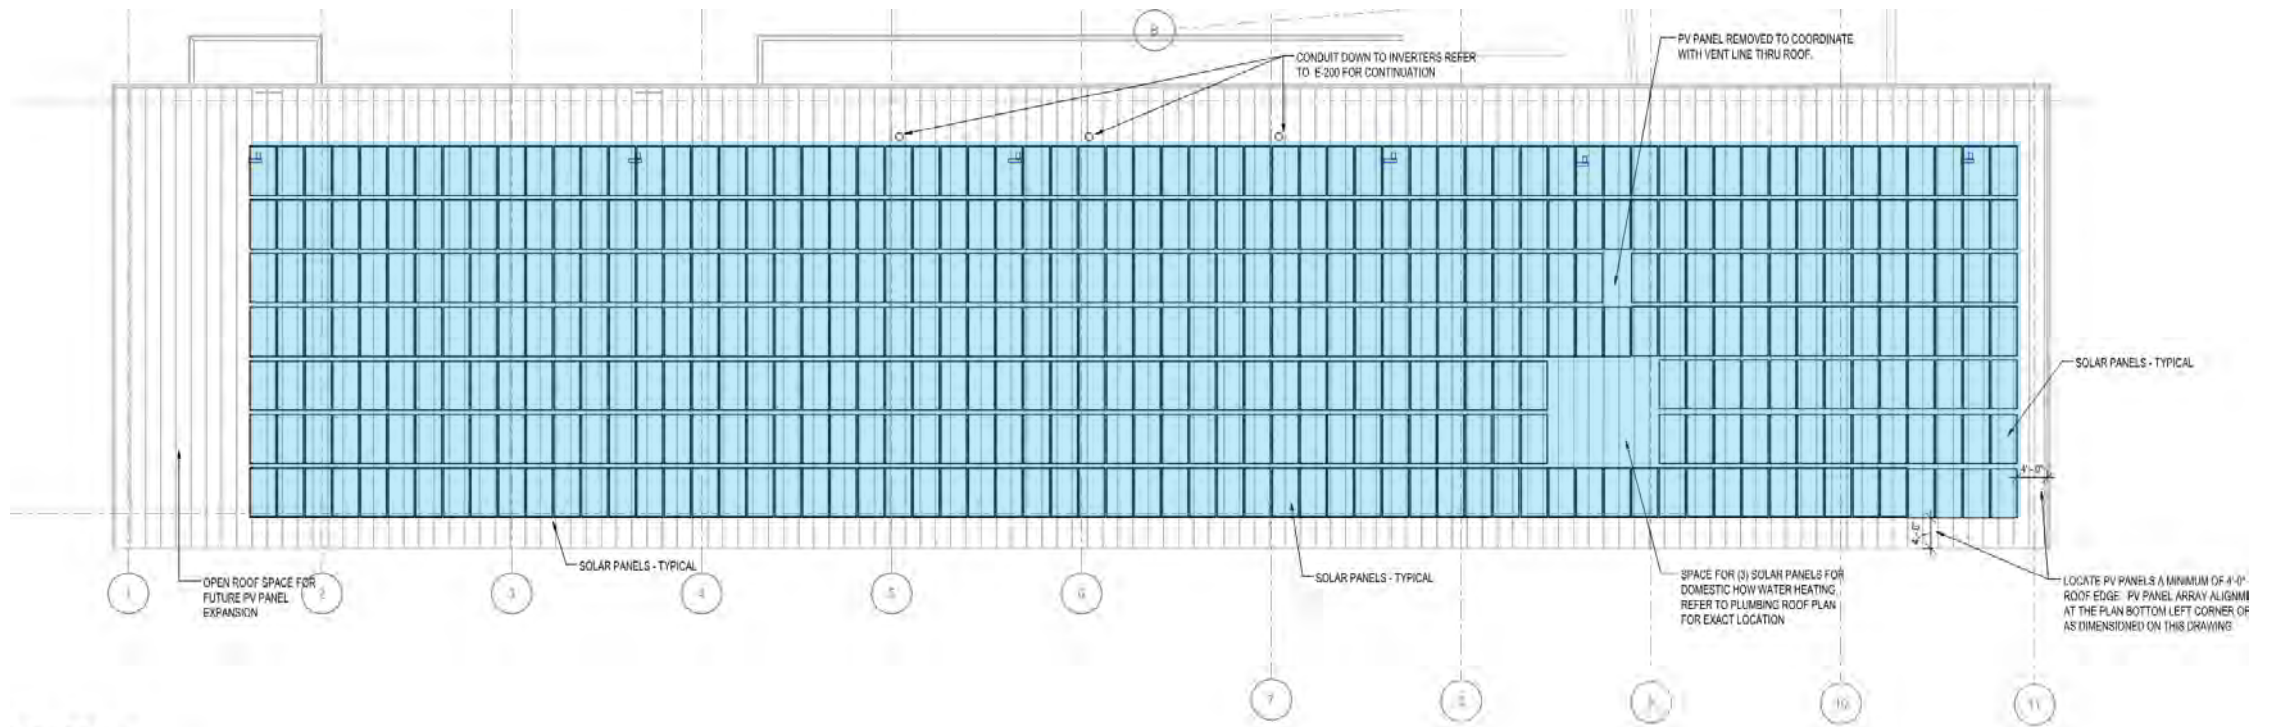 B
PV PANEL REMOVED TO COORDINATE
WITH VENT LINE THRU ROOF.
CONDUIT DOWN TO INVERTERS REFER
TO E-200 FOR CONTINUATION
SOLAR PANELS - TYPICAL
4'-0"
4'-0"
SOLAR PANELS - TYPICAL
SOLAR PANELS - TYPICAL
OPEN ROOF SPACE FOR
FUTURE PV PANEL
EXPANSION
SPACE FOR (3) SOLAR PANELS FOR
DOMESTIC HOW WATER HEATING
REFER TO PLUMBING ROOF PLAN
FOR EXACT LOCATION
LOCATE PV PANELS A MINIMUM OF 4'-0"
ROOF EDGE. PV PANEL ARRAY ALIGNM
AT THE PLAN BOTTOM LEFT CORNER OF
AS DIMENSIONED ON THIS DRAWING
1
2
3
4
5
6
7
8
10
11